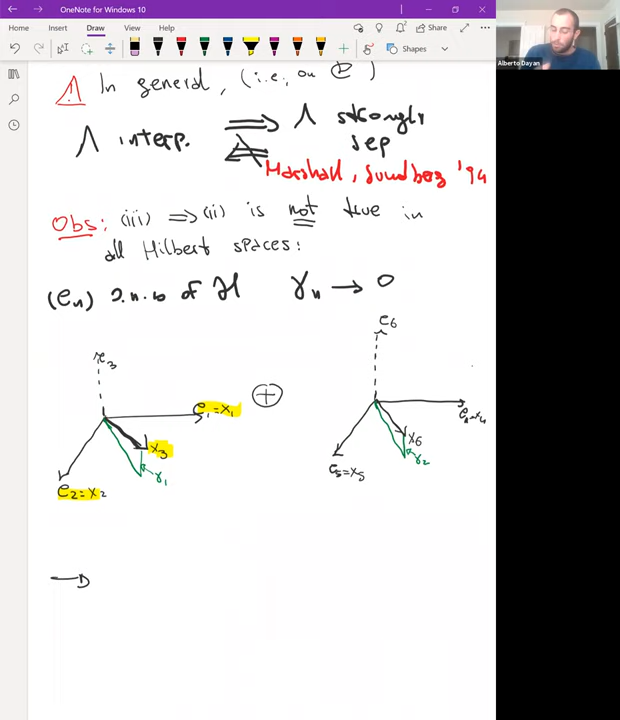 OneNote for Windows 10
Home Insert Draw View Help
Shapes
Share
Alberto Dayan
⚠ In general, (i.e., on D)
Λ interp. ⟹ Λ strongly sep
Marshall, Sundberg '94
Obs: (iii) ⟹ (ii) is not true in
all Hilbert spaces:
(en) o.n.b of H γn → 0
e3
e1=x1
x3
γ1
e2=x2
⊕
e6
e4=x4
x6
γ2
e5=x5